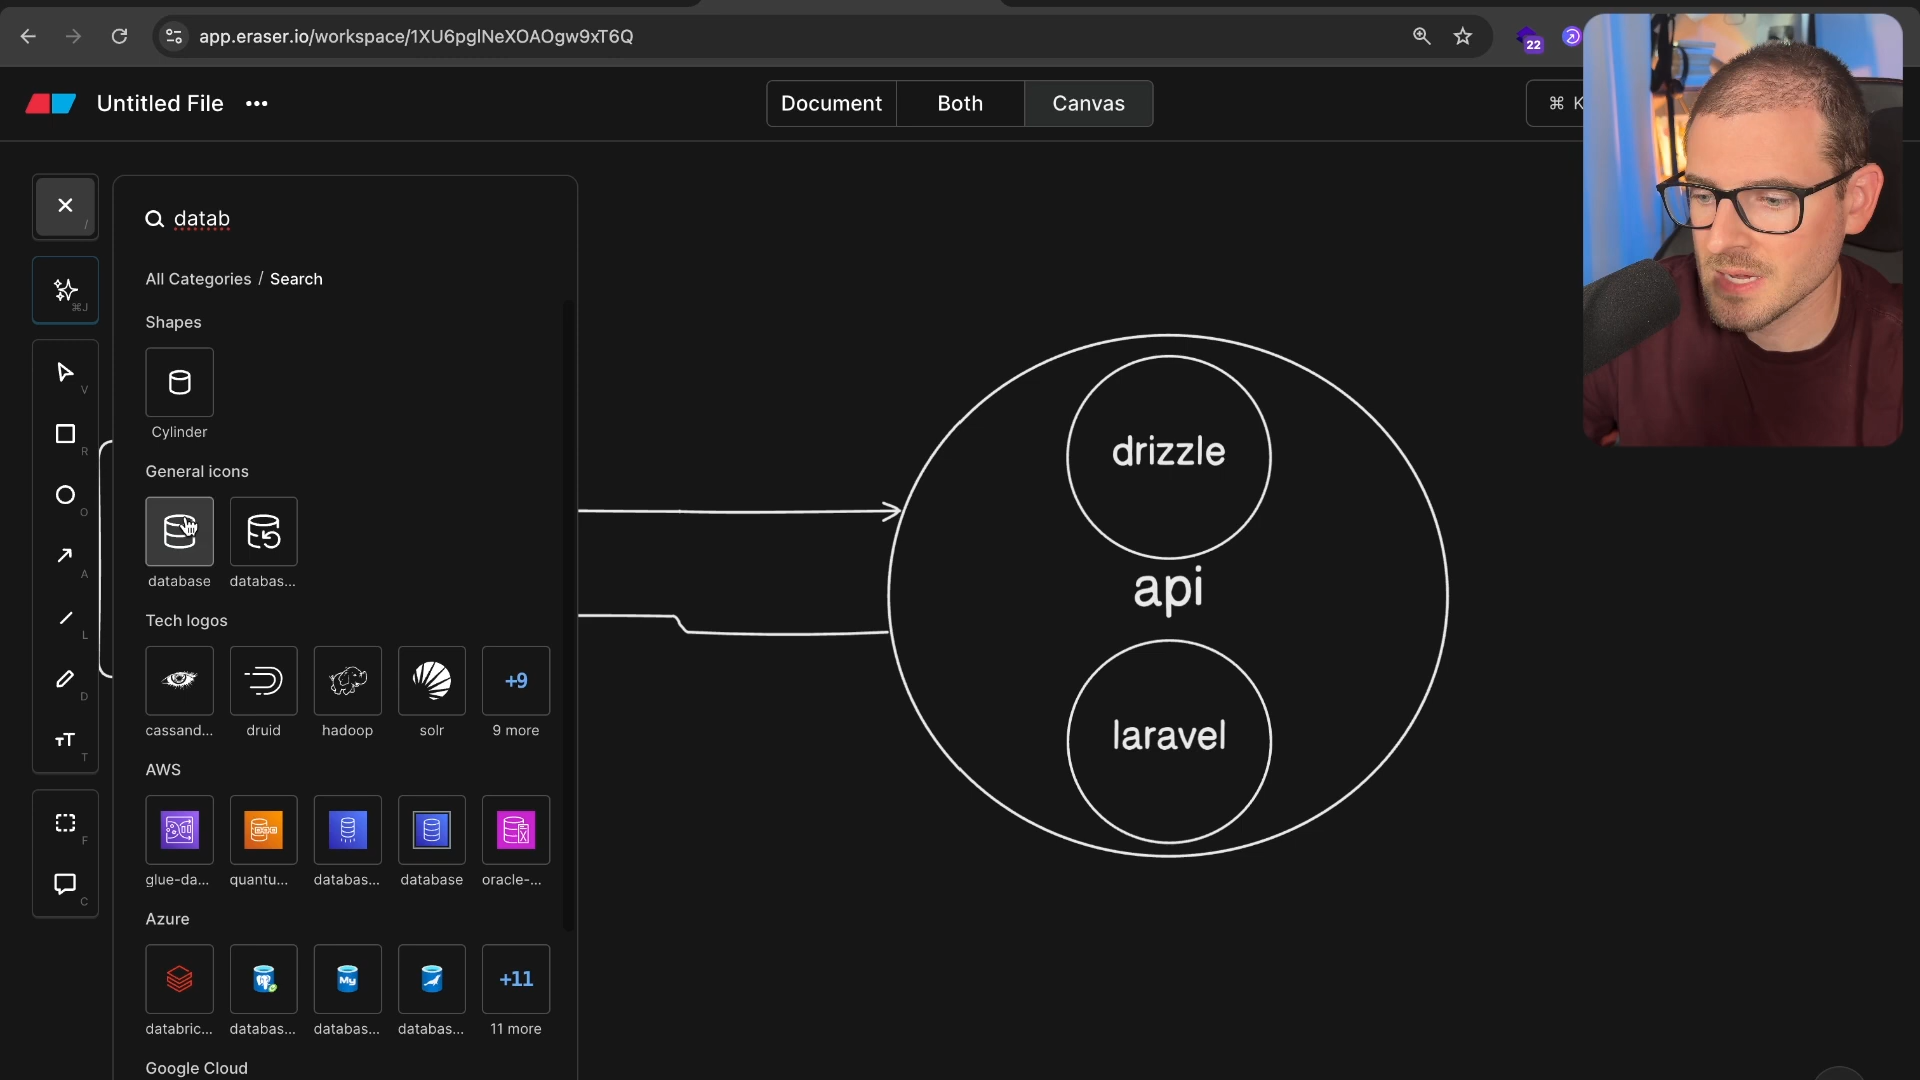 app.eraser.io/workspace/1XU6pglNeXOAOgw9xT6Q
22
Untitled File
Document
Both
Canvas
⌘ K
/
datab
⌘J
All Categories / Search
Shapes
Cylinder
V
R
O
A
L
D
T
F
C
General icons
database
databas...
Tech logos
cassand...
druid
hadoop
solr
+9
9 more
AWS
glue-da...
quantu...
databas...
database
oracle-...
Azure
My
+11
databric...
databas...
databas...
databas...
11 more
Google Cloud
drizzle
api
laravel